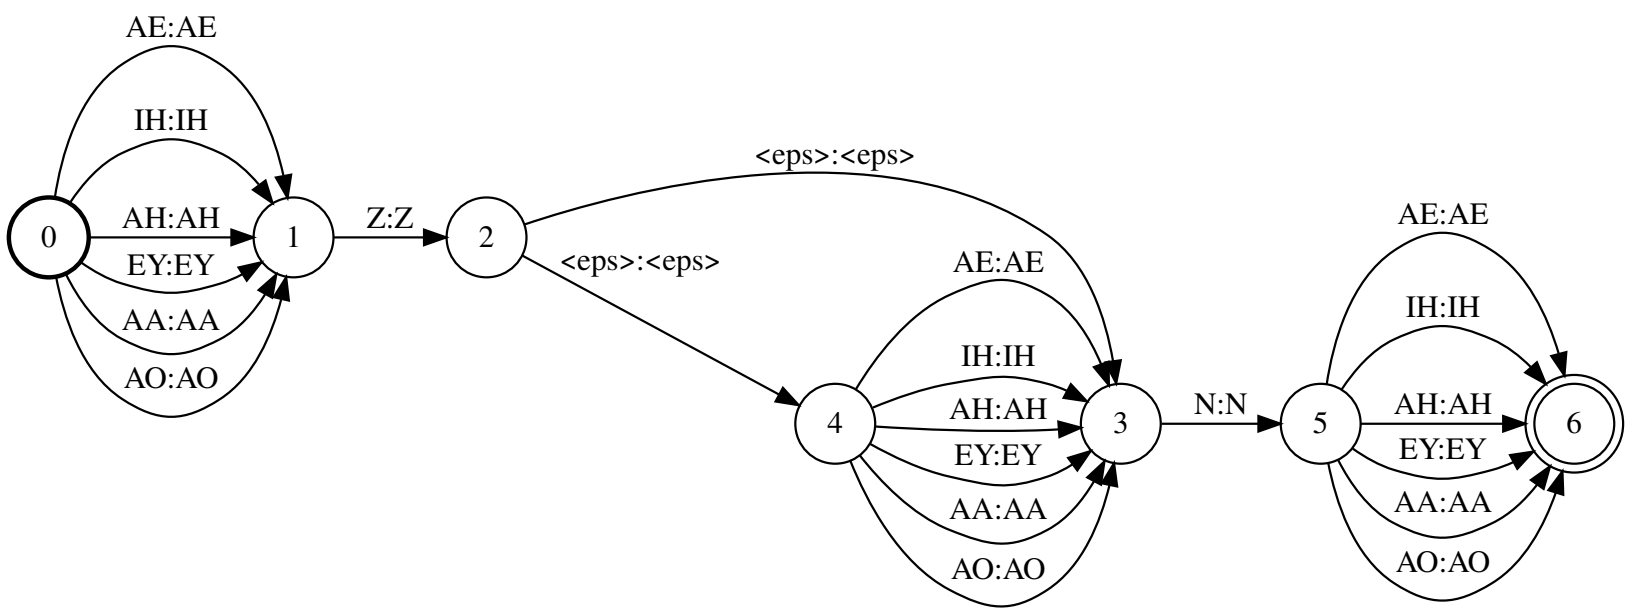 AE:AE
IH:IH
AH:AH
EY:EY
AA:AA
AO:AO
0
1
Z:Z
2
<eps>:<eps>
<eps>:<eps>
AE:AE
IH:IH
AH:AH
EY:EY
AA:AA
AO:AO
4
3
N:N
5
AE:AE
IH:IH
AH:AH
EY:EY
AA:AA
AO:AO
6